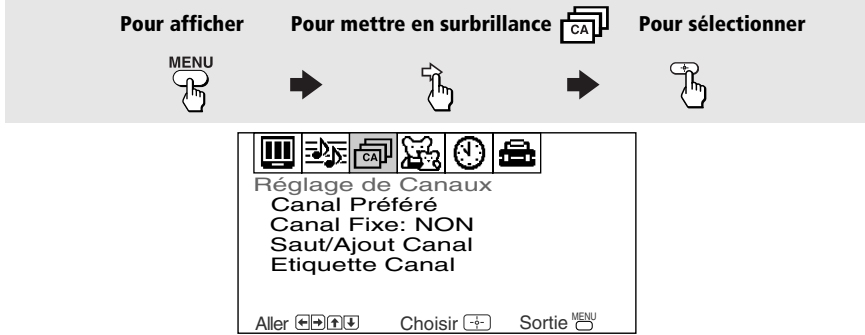 Pour afficher Pour mettre en surbrillance CA Pour sélectionner
MENU
CA
Réglage de Canaux
Canal Préféré
Canal Fixe: NON
Saut/Ajout Canal
Etiquette Canal
Aller Choisir Sortie MENU